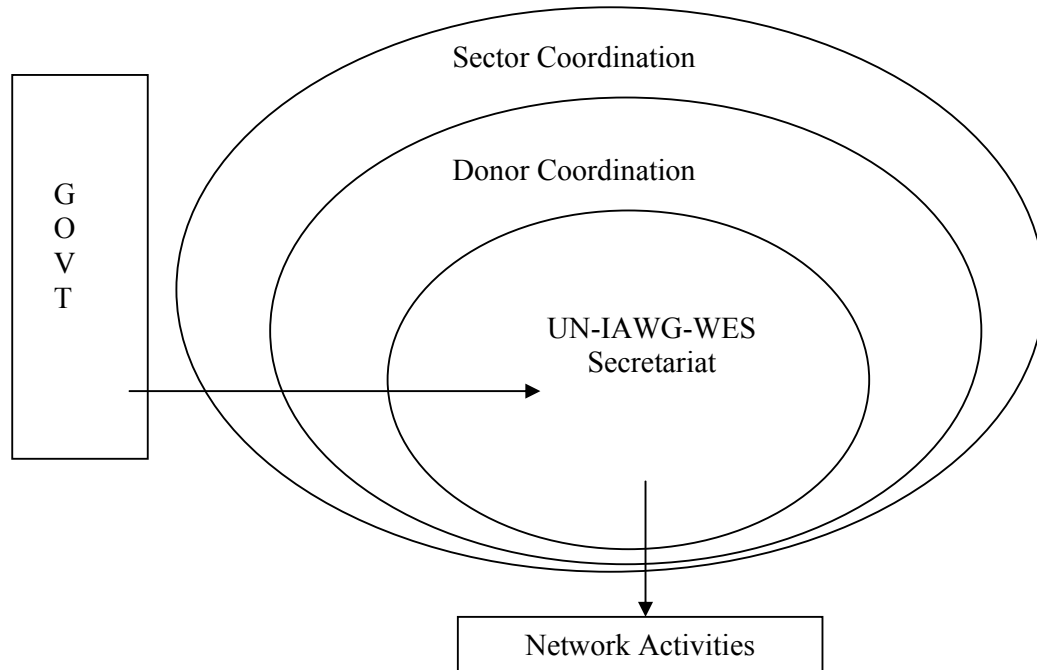 Sector Coordination
Donor Coordination
G
O
V
T
UN-IAWG-WES
Secretariat
Network Activities